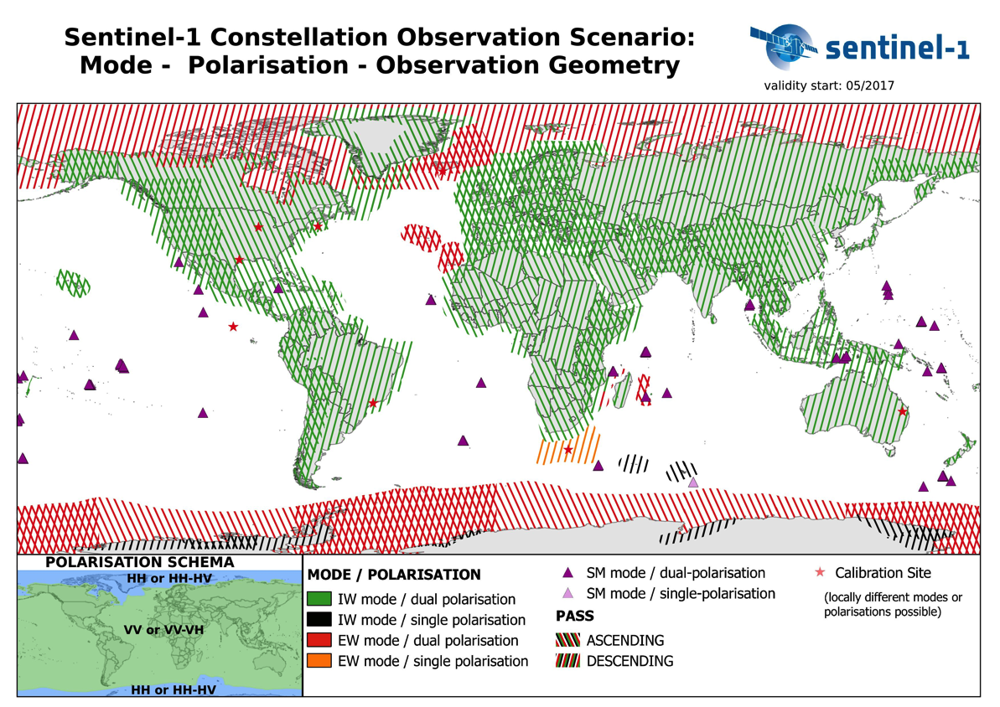 Sentinel-1 Constellation Observation Scenario:
Mode - Polarisation - Observation Geometry
sentinel-1
validity start: 05/2017
POLARISATION SCHEMA
HH or HH-HV
VV or VV-VH
HH or HH-HV
MODE / POLARISATION
IW mode / dual polarisation
IW mode / single polarisation
EW mode / dual polarisation
EW mode / single polarisation
SM mode / dual-polarisation
SM mode / single-polarisation
PASS
ASCENDING
DESCENDING
Calibration Site
(locally different modes or
polarisations possible)